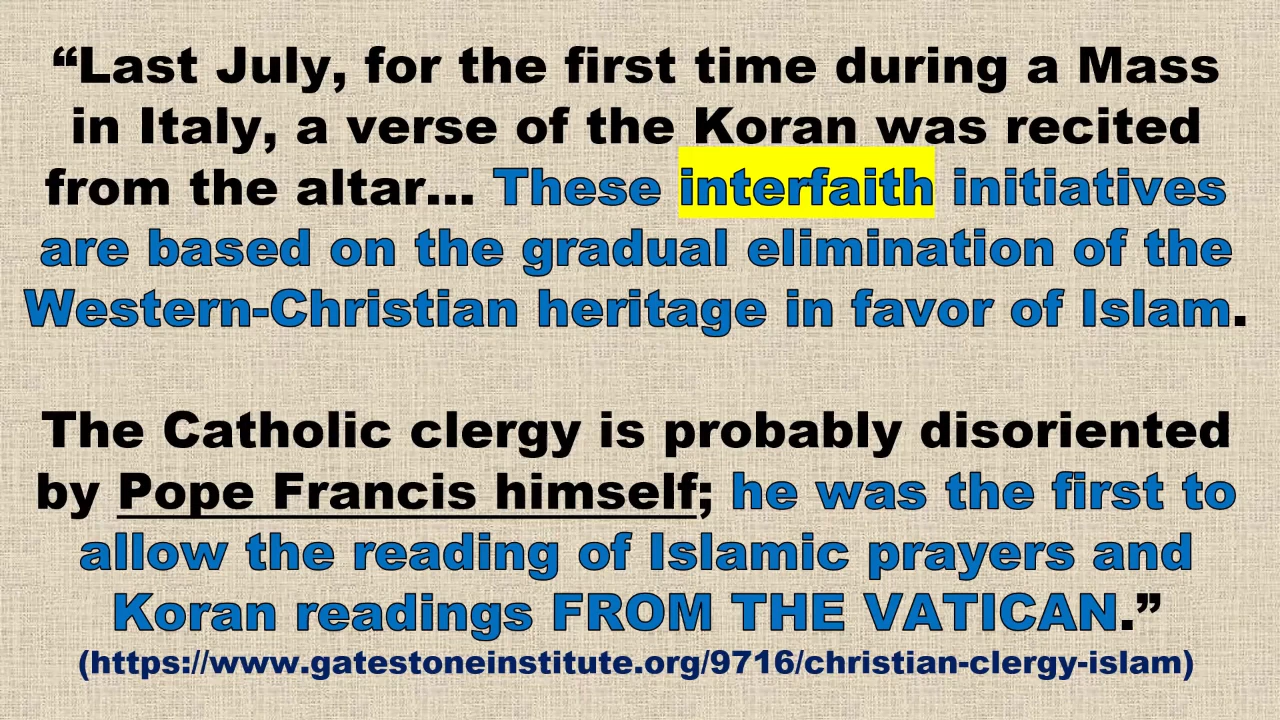 “Last July, for the first time during a Mass
in Italy, a verse of the Koran was recited
from the altar... These interfaith initiatives
are based on the gradual elimination of the
Western-Christian heritage in favor of Islam.
The Catholic clergy is probably disoriented
by Pope Francis himself; he was the first to
allow the reading of Islamic prayers and
Koran readings FROM THE VATICAN.”
(https://www.gatestoneinstitute.org/9716/christian-clergy-islam)